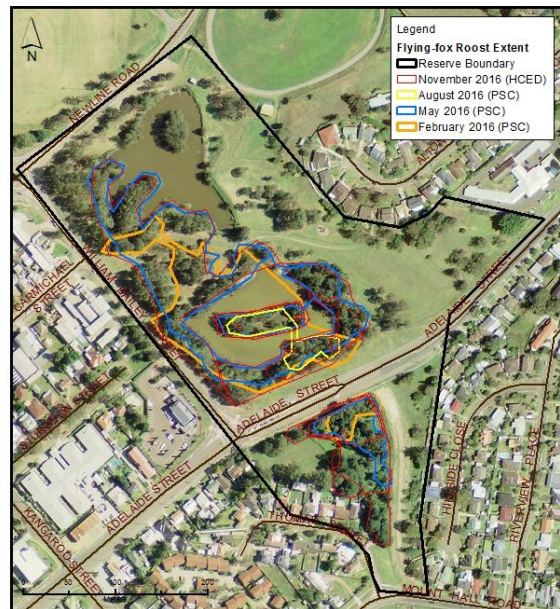 N
Legend
Flying-fox Roost Extent
Reserve Boundary
November 2016 (HCED)
August 2016 (PSC)
May 2016 (PSC)
February 2016 (PSC)
NEWLINE ROAD
CARMICHAEL
STREET
STURGEON STREET
ADELAIDE STREET
ADELAIDE STREET
ADELAIDE STREET
KANGAROO STREET
HILLSIDE CLOSE
RIVERVIEW PLACE
MOUNT HALL ROAD
0
50
200
Meters